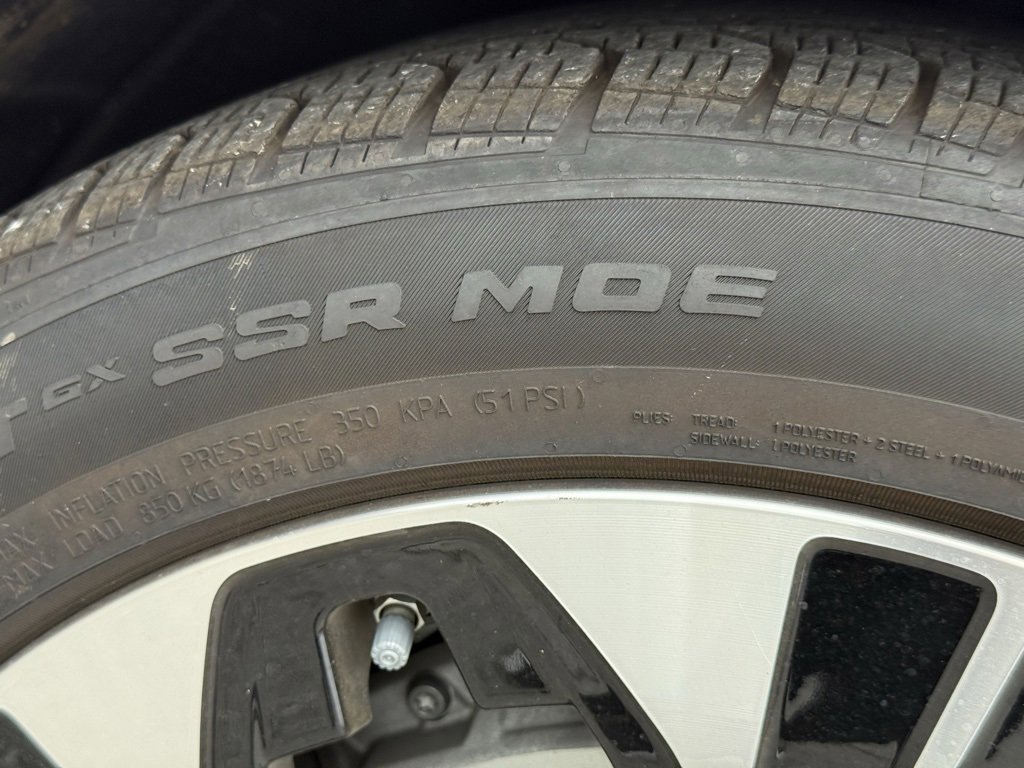 GX SSR MOE
MAX. INFLATION PRESSURE 350 KPA (51 PSI)
MAX. LOAD 850 KG (1874 LB)
PLIES: TREAD: 1 POLYESTER + 2 STEEL + 1 POLYAMID
SIDEWALL: 1 POLYESTER